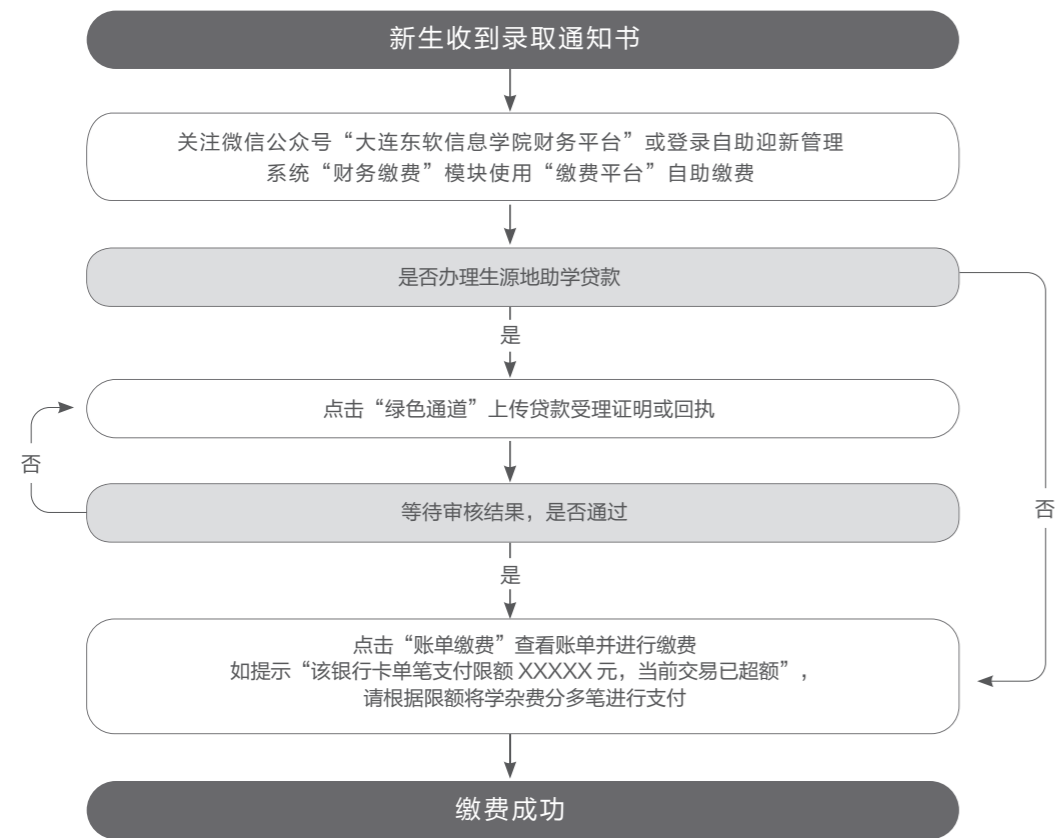 新生收到录取通知书
关注微信公众号“大连东软信息学院财务平台”或登录自助迎新管理
系统“财务缴费”模块使用“缴费平台”自助缴费
是否办理生源地助学贷款
是
点击“绿色通道”上传贷款受理证明或回执
否
等待审核结果，是否通过
否
是
点击“账单缴费”查看账单并进行缴费
如提示“该银行卡单笔支付限额 XXXXX 元，当前交易已超额”，
请根据限额将学杂费分多笔进行支付
缴费成功